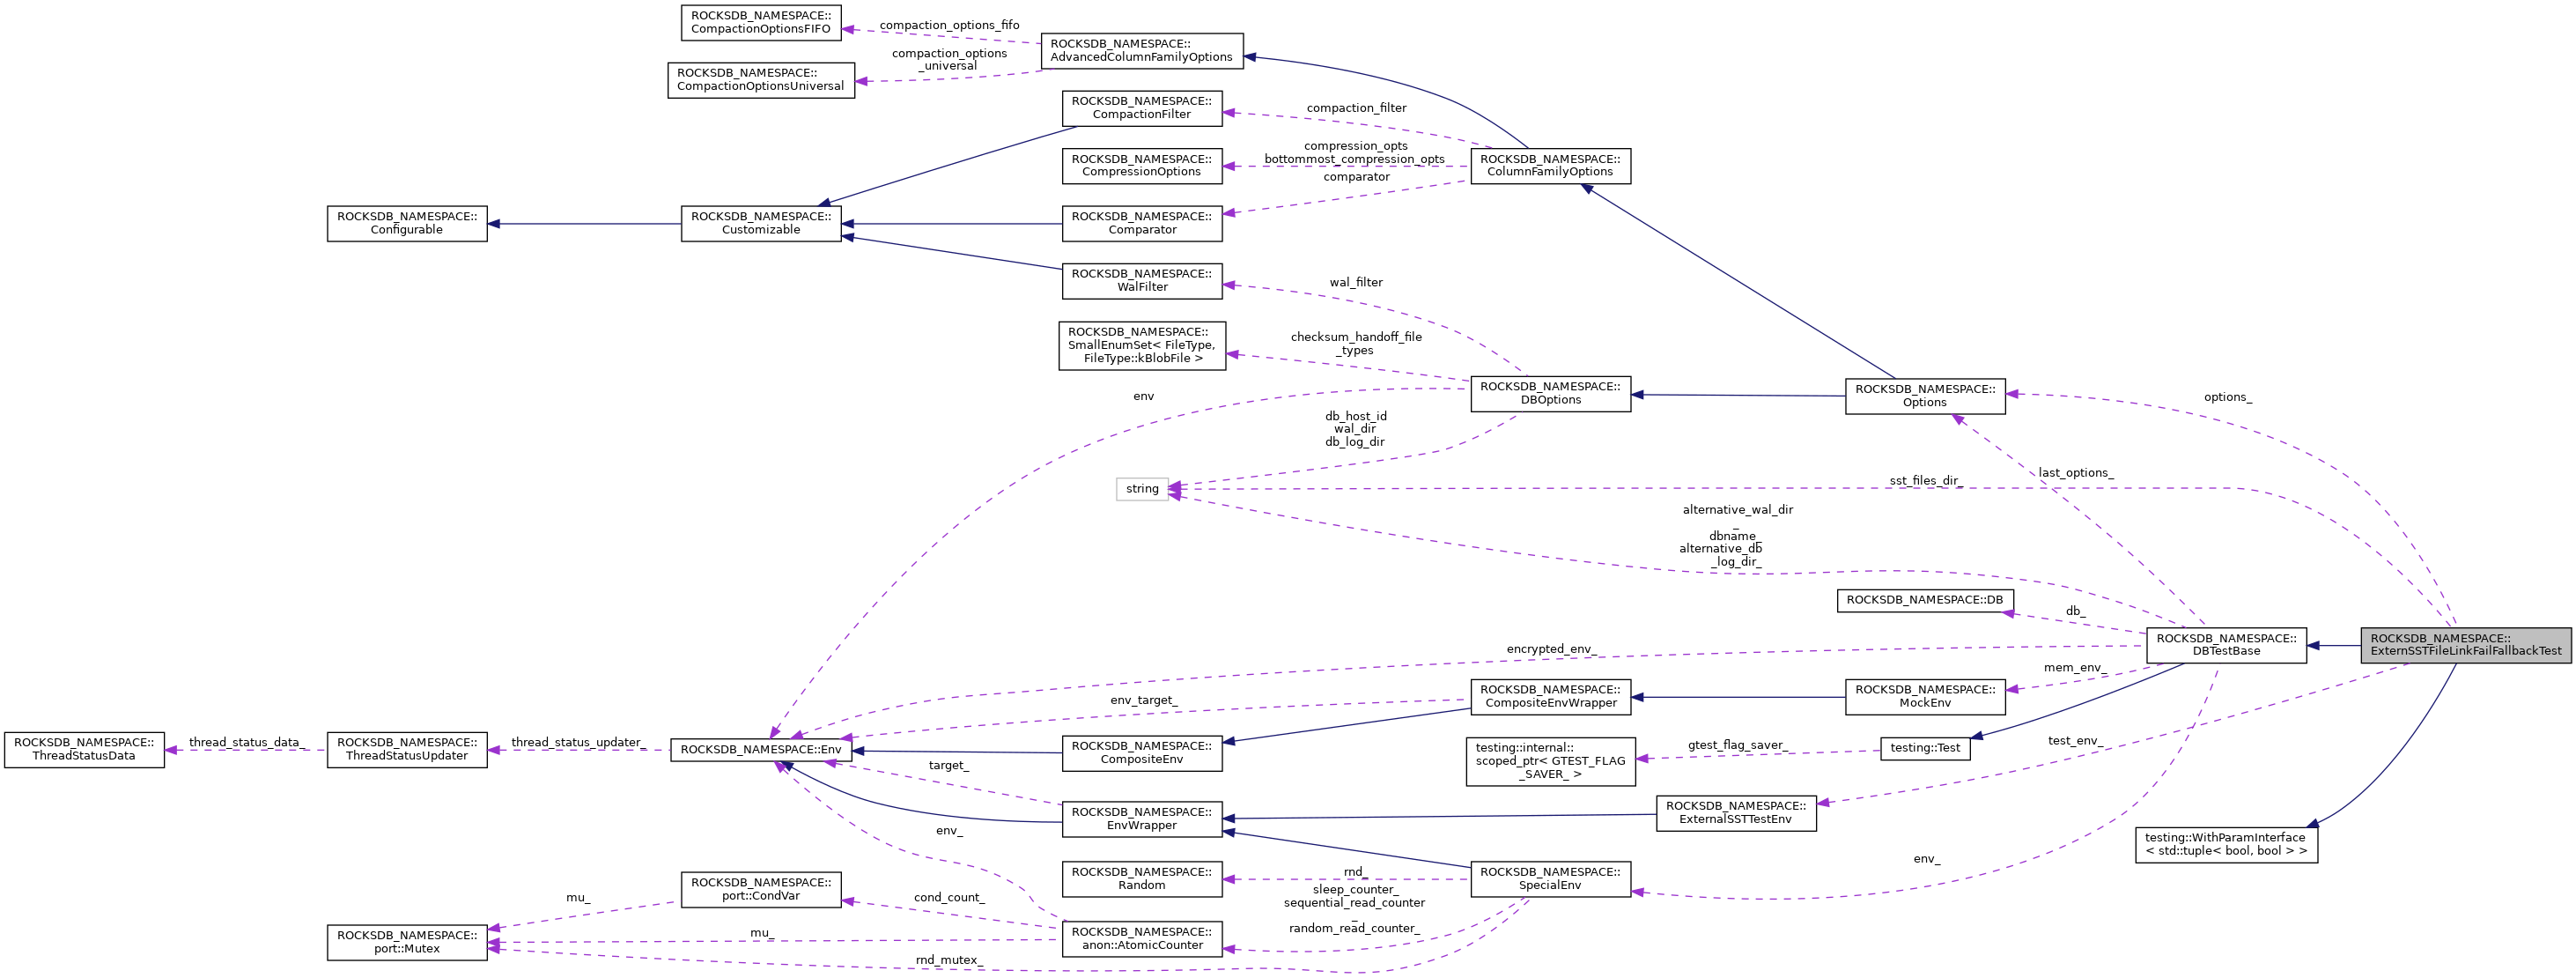 ROCKSDB_NAMESPACE::
CompactionOptionsFIFO
compaction_options_fifo
ROCKSDB_NAMESPACE::
AdvancedColumnFamilyOptions
compaction_options
_universal
ROCKSDB_NAMESPACE::
CompactionOptionsUniversal
ROCKSDB_NAMESPACE::
CompactionFilter
compaction_filter
compression_opts
bottommost_compression_opts
ROCKSDB_NAMESPACE::
CompressionOptions
ROCKSDB_NAMESPACE::
ColumnFamilyOptions
comparator
ROCKSDB_NAMESPACE::
Configurable
ROCKSDB_NAMESPACE::
Customizable
ROCKSDB_NAMESPACE::
Comparator
ROCKSDB_NAMESPACE::
WalFilter
wal_filter
ROCKSDB_NAMESPACE::
SmallEnumSet< FileType,
FileType::kBlobFile >
checksum_handoff_file
_types
ROCKSDB_NAMESPACE::
DBOptions
ROCKSDB_NAMESPACE::
Options
options_
env
db_host_id
wal_dir
db_log_dir
string
last_options_
sst_files_dir_
alternative_wal_dir
_
dbname_
alternative_db
_log_dir_
ROCKSDB_NAMESPACE::DB
db_
ROCKSDB_NAMESPACE::
DBTestBase
ROCKSDB_NAMESPACE::
ExternSSTFileLinkFailFallbackTest
encrypted_env_
mem_env_
env_target_
ROCKSDB_NAMESPACE::
CompositeEnvWrapper
ROCKSDB_NAMESPACE::
MockEnv
ROCKSDB_NAMESPACE::
ThreadStatusData
thread_status_data_
ROCKSDB_NAMESPACE::
ThreadStatusUpdater
thread_status_updater_
ROCKSDB_NAMESPACE::Env
ROCKSDB_NAMESPACE::
CompositeEnv
testing::internal::
scoped_ptr< GTEST_FLAG
_SAVER_ >
gtest_flag_saver_
testing::Test
test_env_
target_
ROCKSDB_NAMESPACE::
EnvWrapper
ROCKSDB_NAMESPACE::
ExternalSSTTestEnv
env_
testing::WithParamInterface
< std::tuple< bool, bool > >
ROCKSDB_NAMESPACE::
Random
rnd_
ROCKSDB_NAMESPACE::
SpecialEnv
env_
sleep_counter_
sequential_read_counter
_
random_read_counter_
ROCKSDB_NAMESPACE::
port::CondVar
cond_count_
mu_
ROCKSDB_NAMESPACE::
port::Mutex
mu_
ROCKSDB_NAMESPACE::
anon::AtomicCounter
rnd_mutex_